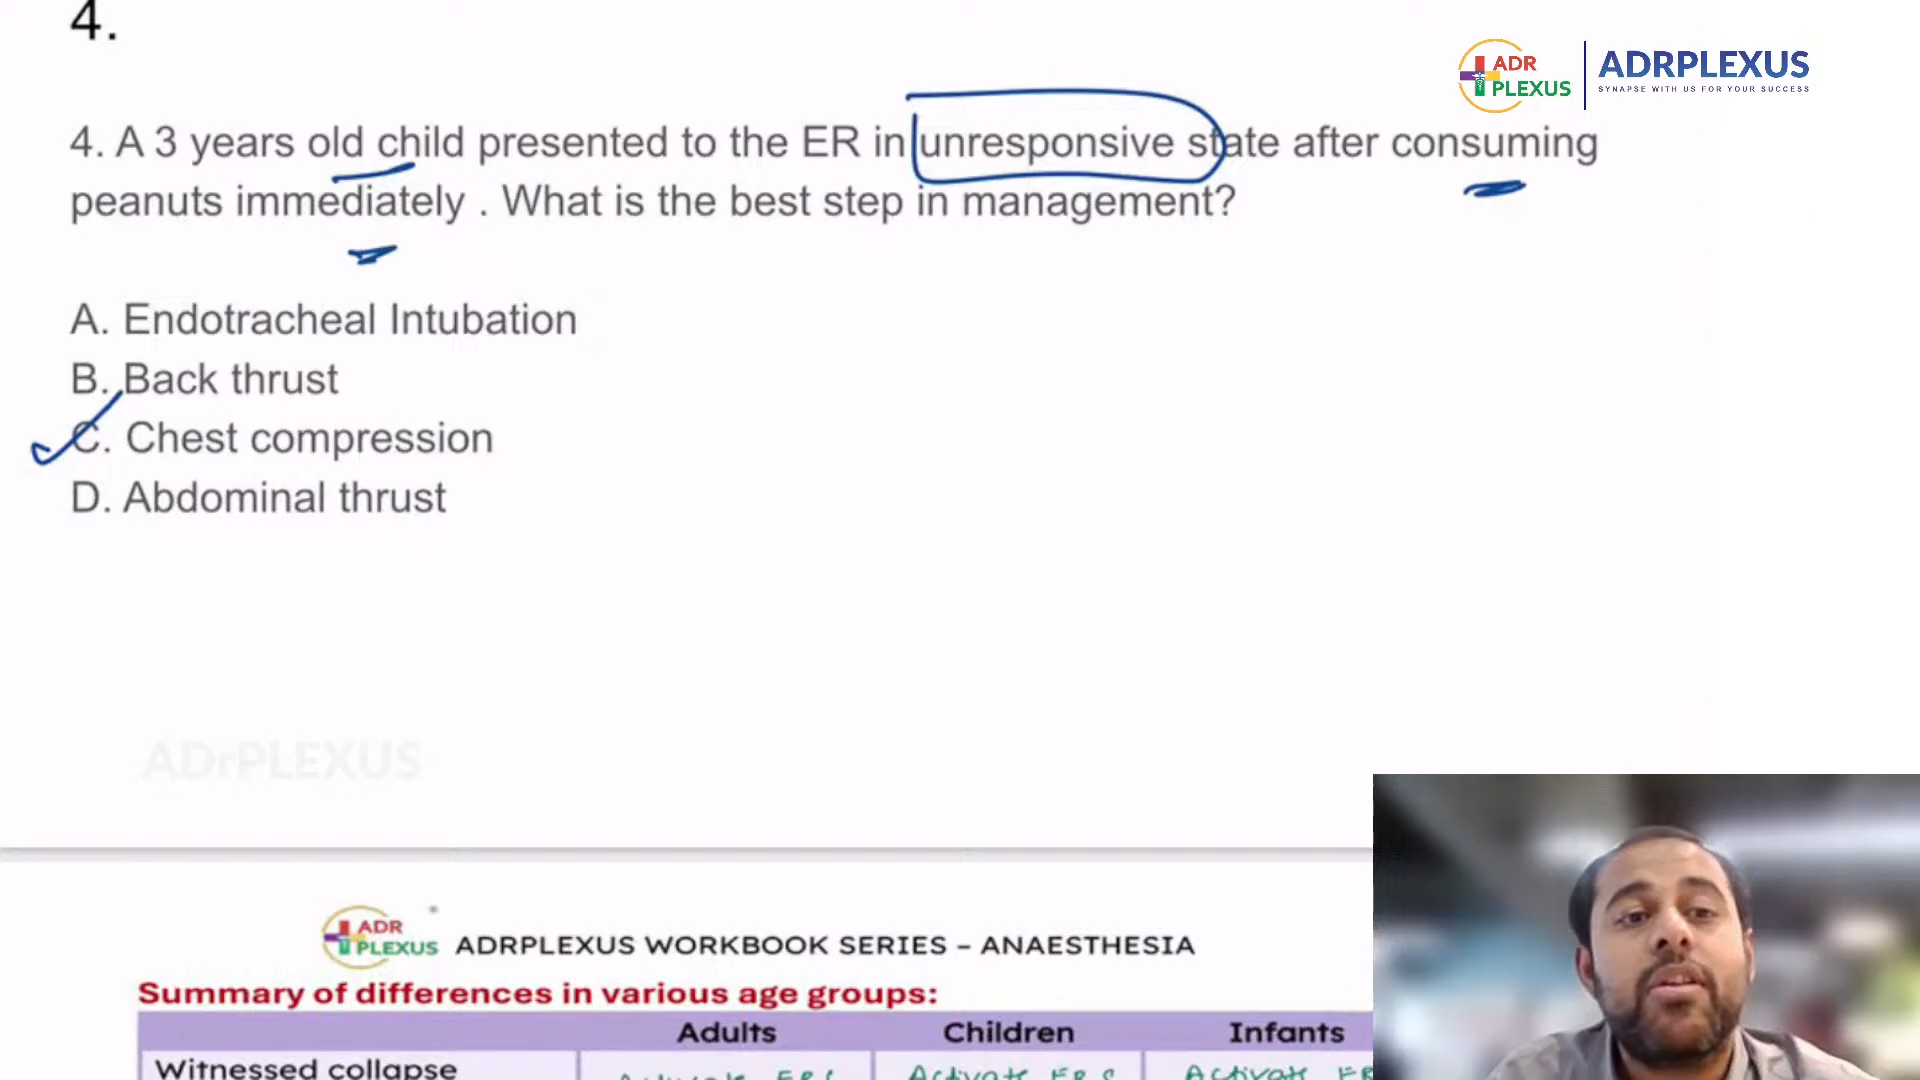 4.
ADR
PLEXUS
ADRPLEXUS
SYNAPSE WITH US FOR YOUR SUCCESS
4. A 3 years old child presented to the ER in unresponsive state after consuming
peanuts immediately . What is the best step in management?
A. Endotracheal Intubation
B. Back thrust
C. Chest compression
D. Abdominal thrust
ADrPLEXUS
ADR
PLEXUS
ADRPLEXUS WORKBOOK SERIES – ANAESTHESIA
Summary of differences in various age groups:
Adults Children Infants
Witnessed collapse